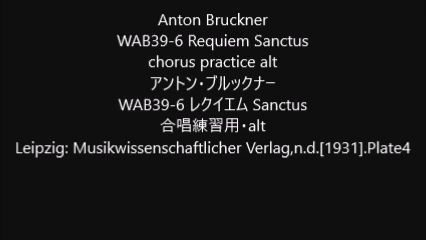 Anton Bruckner
WAB39-6 Requiem Sanctus
chorus practice alt
アントン・ブルックナー
WAB39-6 レクイエム Sanctus
合唱練習用・alt
Leipzig: Musikwissenschaftlicher Verlag,n.d.[1931].Plate4